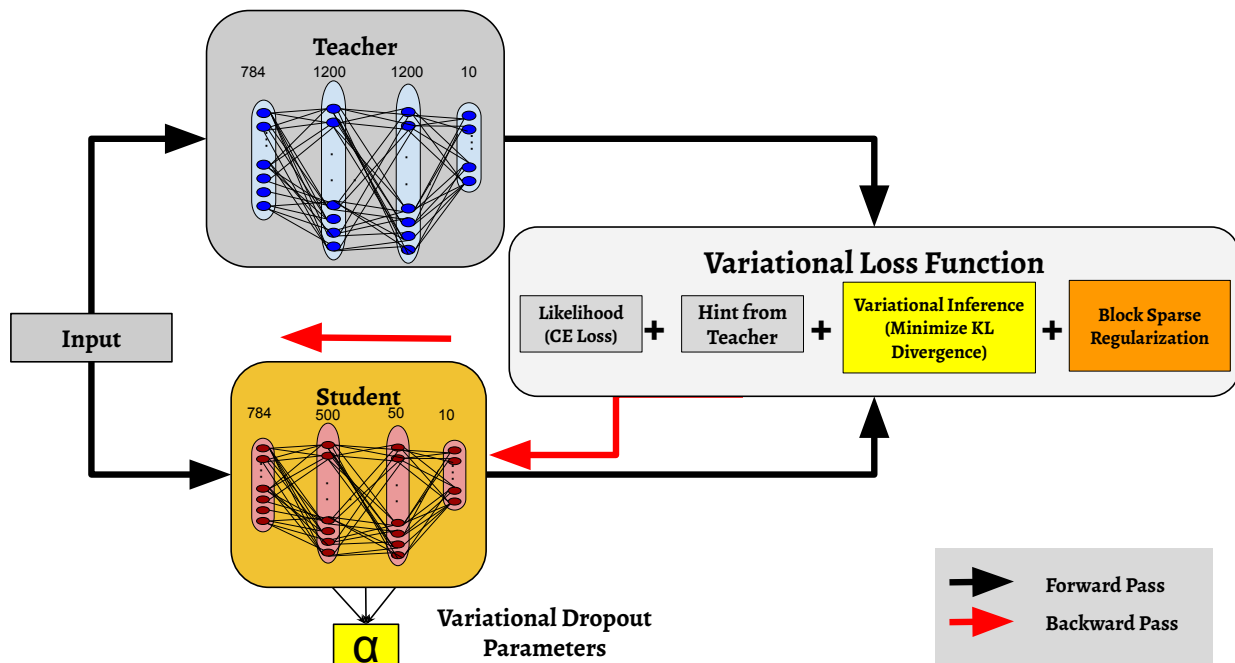 Teacher
784 1200 1200 10
Variational Loss Function
Likelihood
(CE Loss)
+
Hint from
Teacher
+
Variational Inference
(Minimize KL
Divergence)
+
Block Sparse
Regularization
Input
Student
784 500 50 10
Variational Dropout
Parameters
α
Forward Pass
Backward Pass